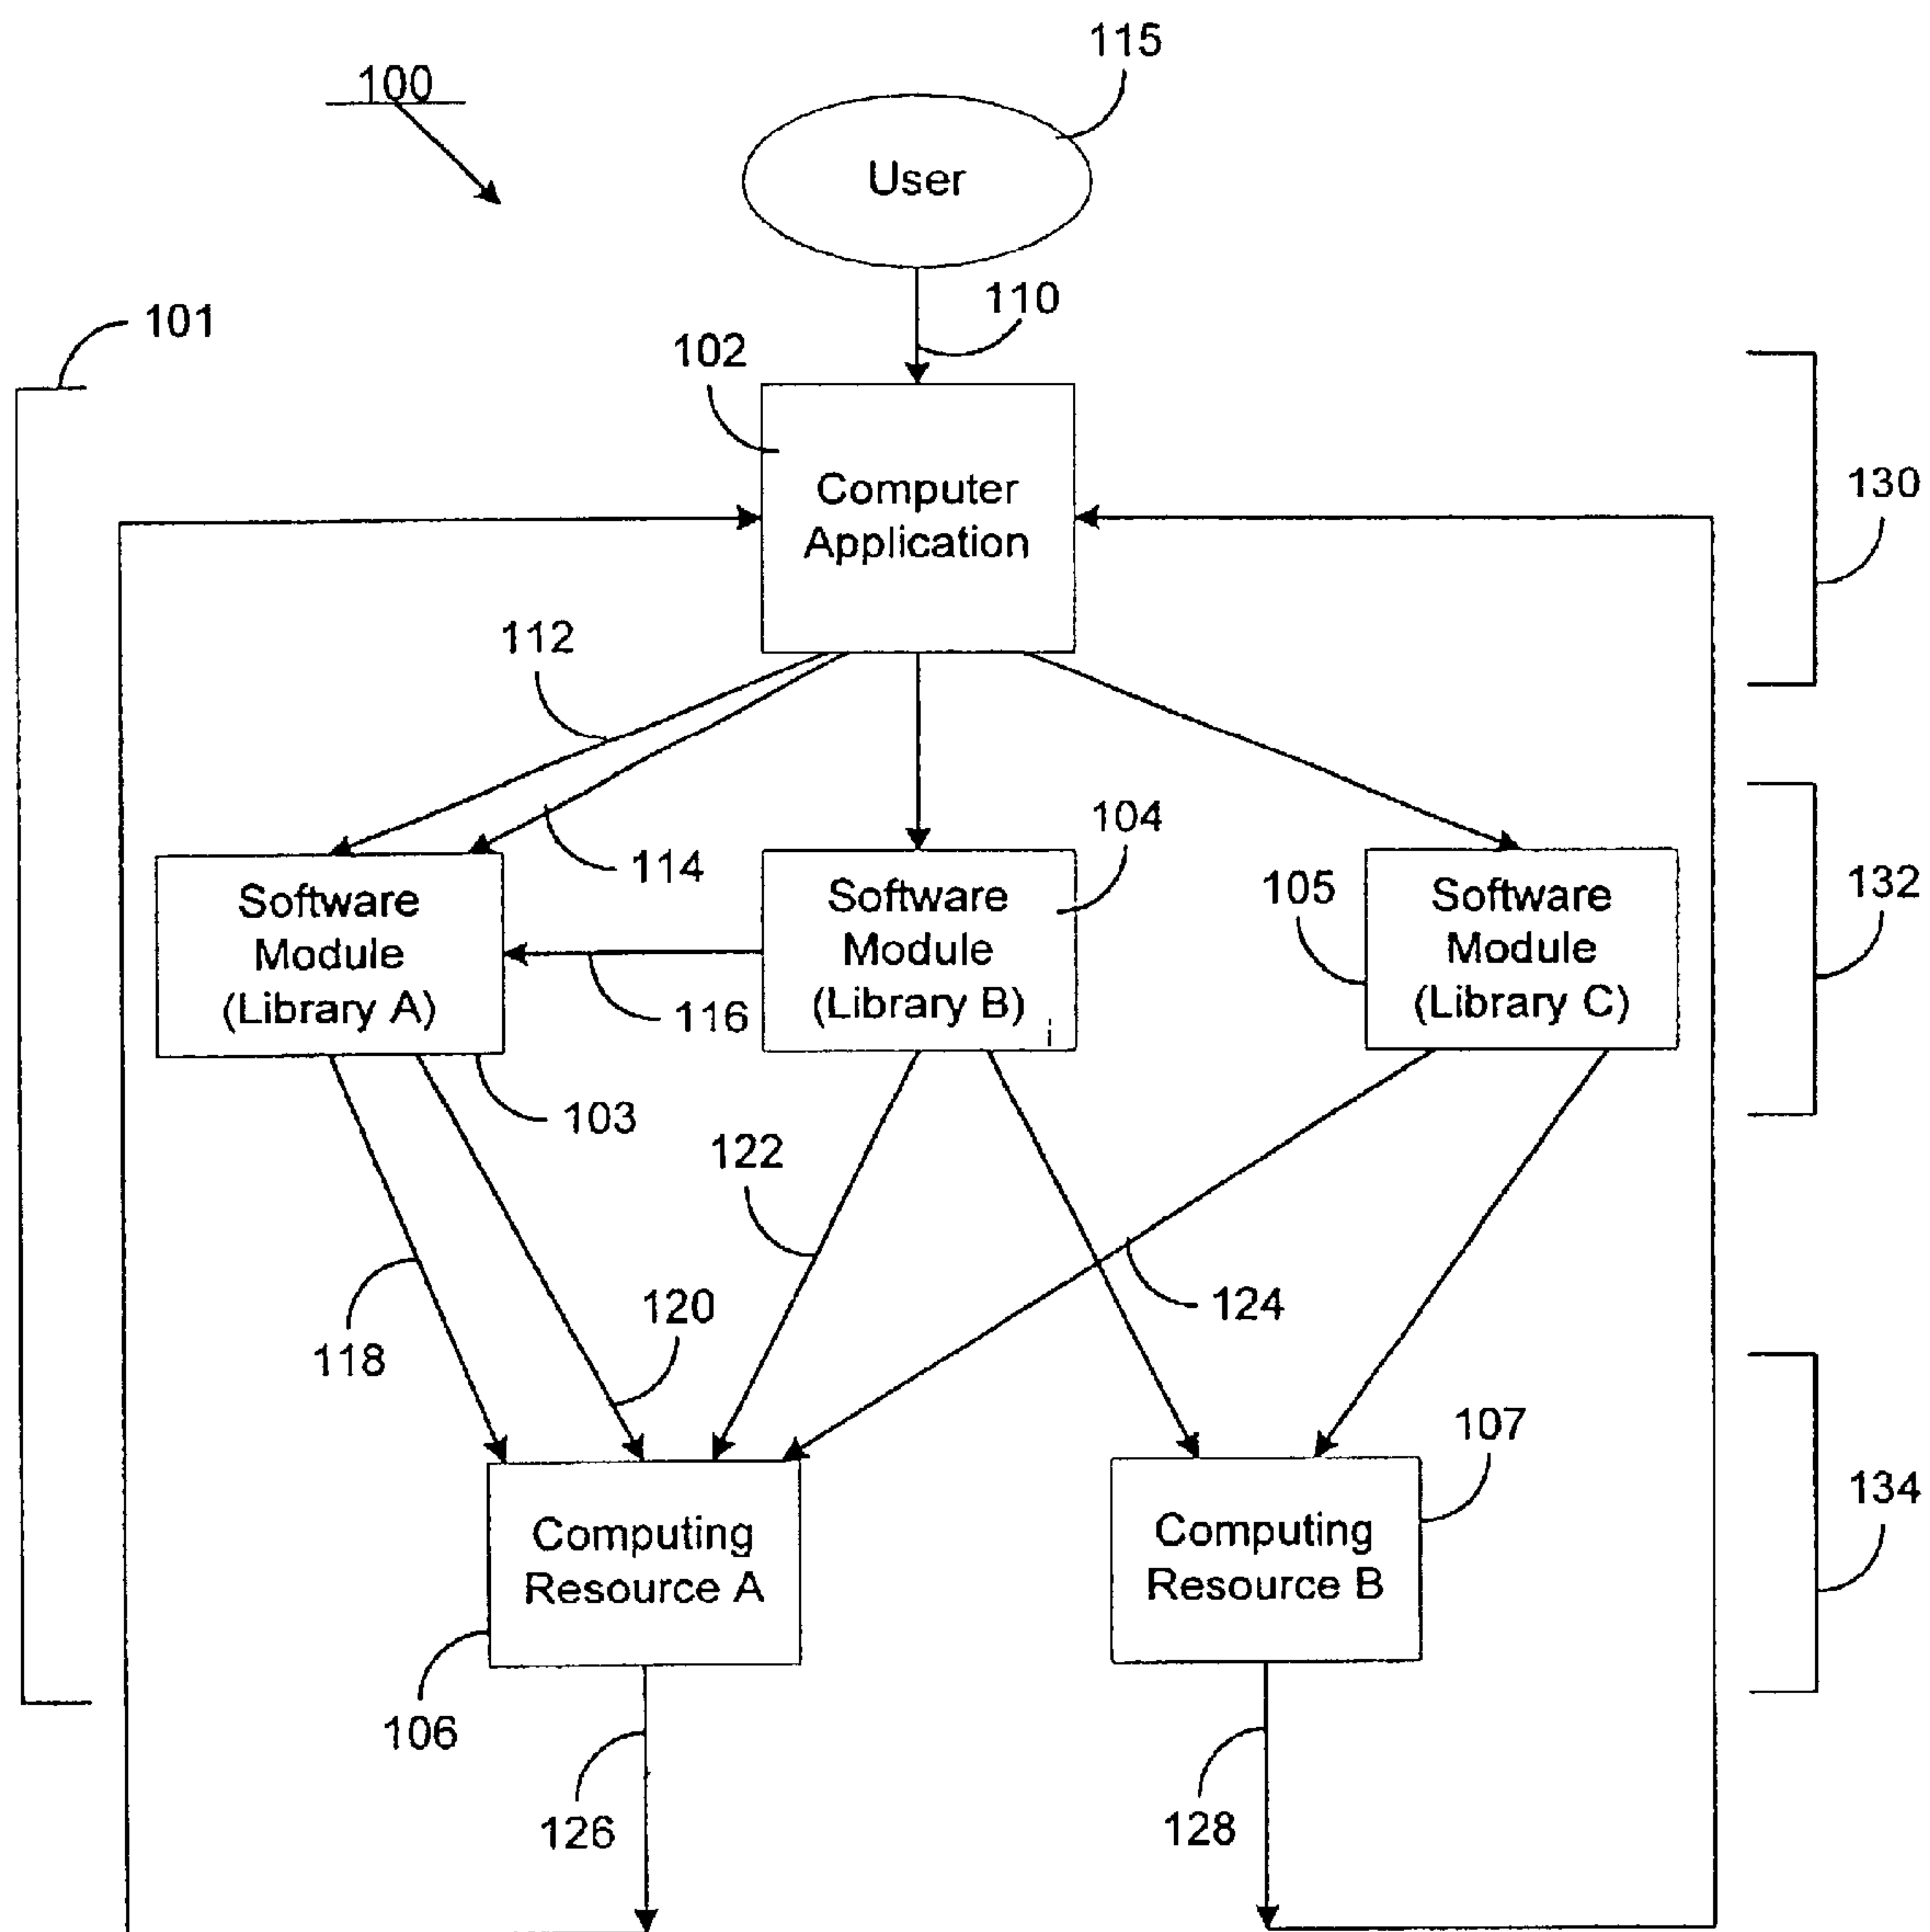 115
100
User
110
101
102
130
Computer
Application
112
104
114
105
132
Software
Module
(Library A)
Software
Module
(Library B)
Software
Module
(Library C)
116
103
122
120
124
118
107
134
Computing
Resource A
Computing
Resource B
106
126
128